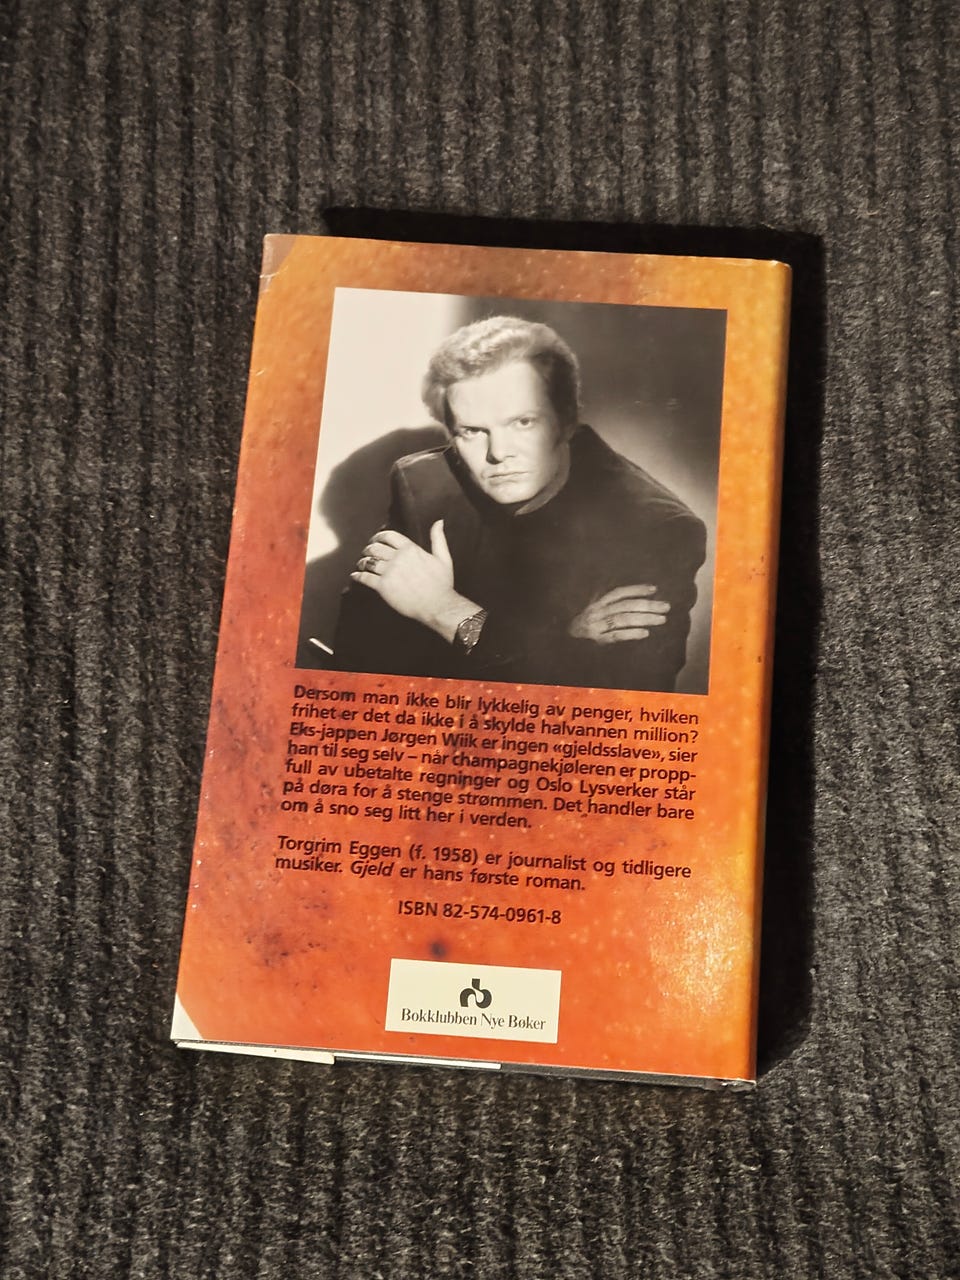 Dersom man ikke blir lykkelig av penger, hvilken
frihet er det da ikke i å skylde halvannen million?
Eks-jappen Jørgen Wiik er ingen «gjeldsslave», sier
han til seg selv – når champagnekjøleren er propp-
full av ubetalte regninger og Oslo Lysverker står
på døra for å stenge strømmen. Det handler bare
om å sno seg litt her i verden.
Torgrim Eggen (f. 1958) er journalist og tidligere
musiker. Gjeld er hans første roman.
ISBN 82-574-0961-8
Bokklubben Nye Bøker